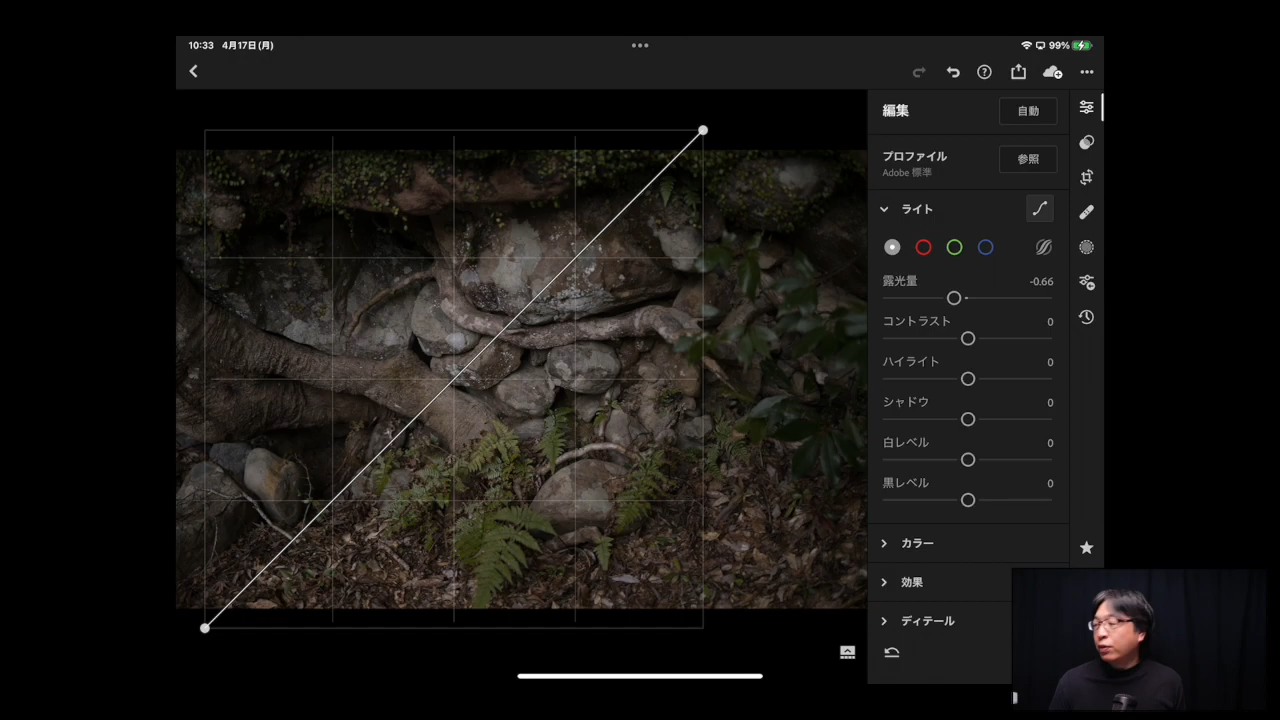 10:33 4月17日(月)
99%
編集
自動
プロファイル
参照
Adobe 標準
ライト
露光量 -0.66
コントラスト 0
ハイライト 0
シャドウ 0
白レベル 0
黒レベル 0
カラー
効果
ディテール